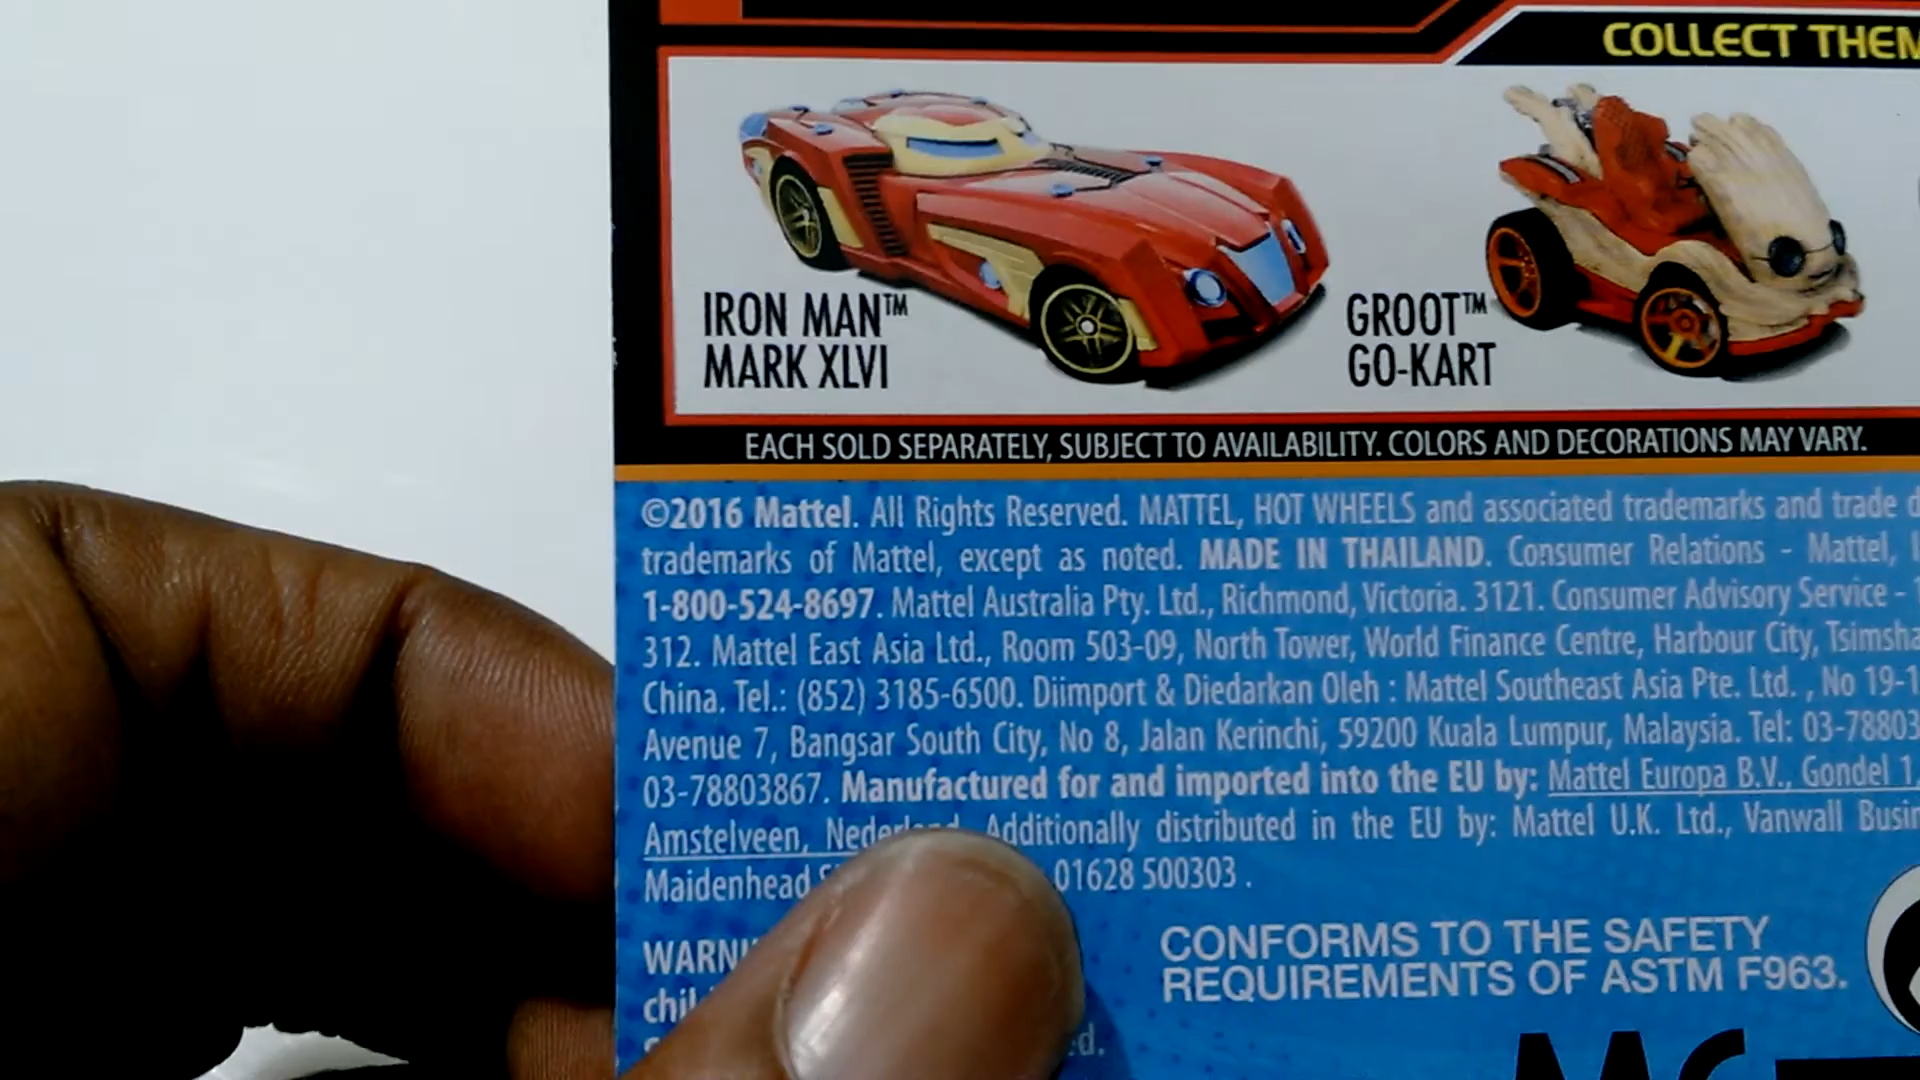 COLLECT THEM
IRON MAN™
MARK XLVI
GROOT™
GO-KART
EACH SOLD SEPARATELY, SUBJECT TO AVAILABILITY. COLORS AND DECORATIONS MAY VARY.
©2016 Mattel. All Rights Reserved. MATTEL, HOT WHEELS and associated trademarks and trade
trademarks of Mattel, except as noted. MADE IN THAILAND. Consumer Relations - Mattel,
1-800-524-8697. Mattel Australia Pty. Ltd., Richmond, Victoria. 3121. Consumer Advisory Service -
312. Mattel East Asia Ltd., Room 503-09, North Tower, World Finance Centre, Harbour City,
China. Tel.: (852) 3185-6500. Diimport & Diedarkan Oleh : Mattel Southeast Asia Pte. Ltd. , No
Avenue 7, Bangsar South City, No 8, Jalan Kerinchi, 59200 Kuala Lumpur, Malaysia. Tel:
03-78803867. Manufactured for and imported into the EU by: Mattel Europa B.V., Gondel 1,
Amstelveen, Additionally distributed in the EU by: Mattel U.K. Ltd., Vanwall
Maidenhead 01628 500303 .
CONFORMS TO THE SAFETY
REQUIREMENTS OF ASTM F963.